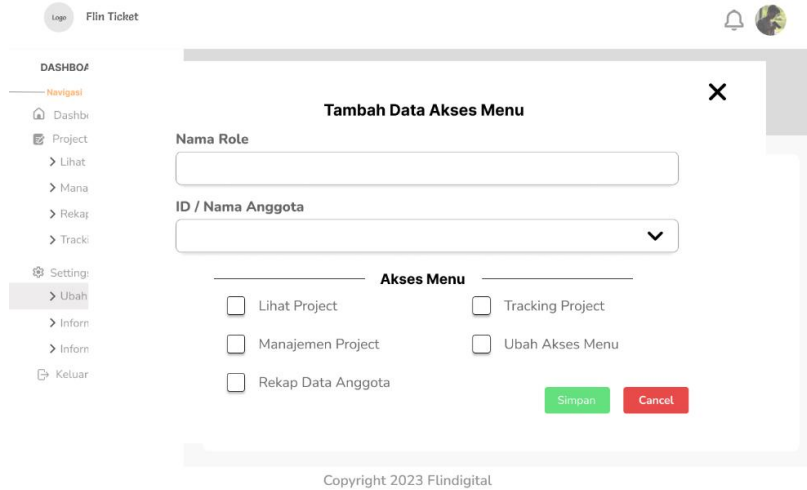 Logo
Flin Ticket
DASHBOA
Navigasi
Dashb
Project
Lihat
Mana
Rekap
Track
Settings
Ubah
Inform
Inform
Keluar
Tambah Data Akses Menu
Nama Role
ID / Nama Anggota
Akses Menu
Lihat Project
Tracking Project
Manajemen Project
Ubah Akses Menu
Rekap Data Anggota
Simpan
Cancel
Copyright 2023 Flindigital